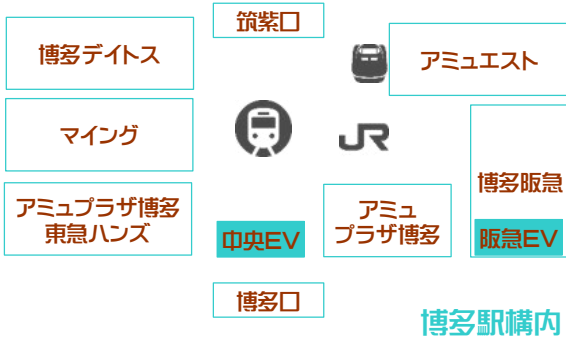 筑紫口
博多デイトス
アミュエスト
マイング
JR
博多阪急
アミュプラザ博多
東急ハンズ
アミュ
プラザ博多
中央EV
阪急EV
博多口
博多駅構内